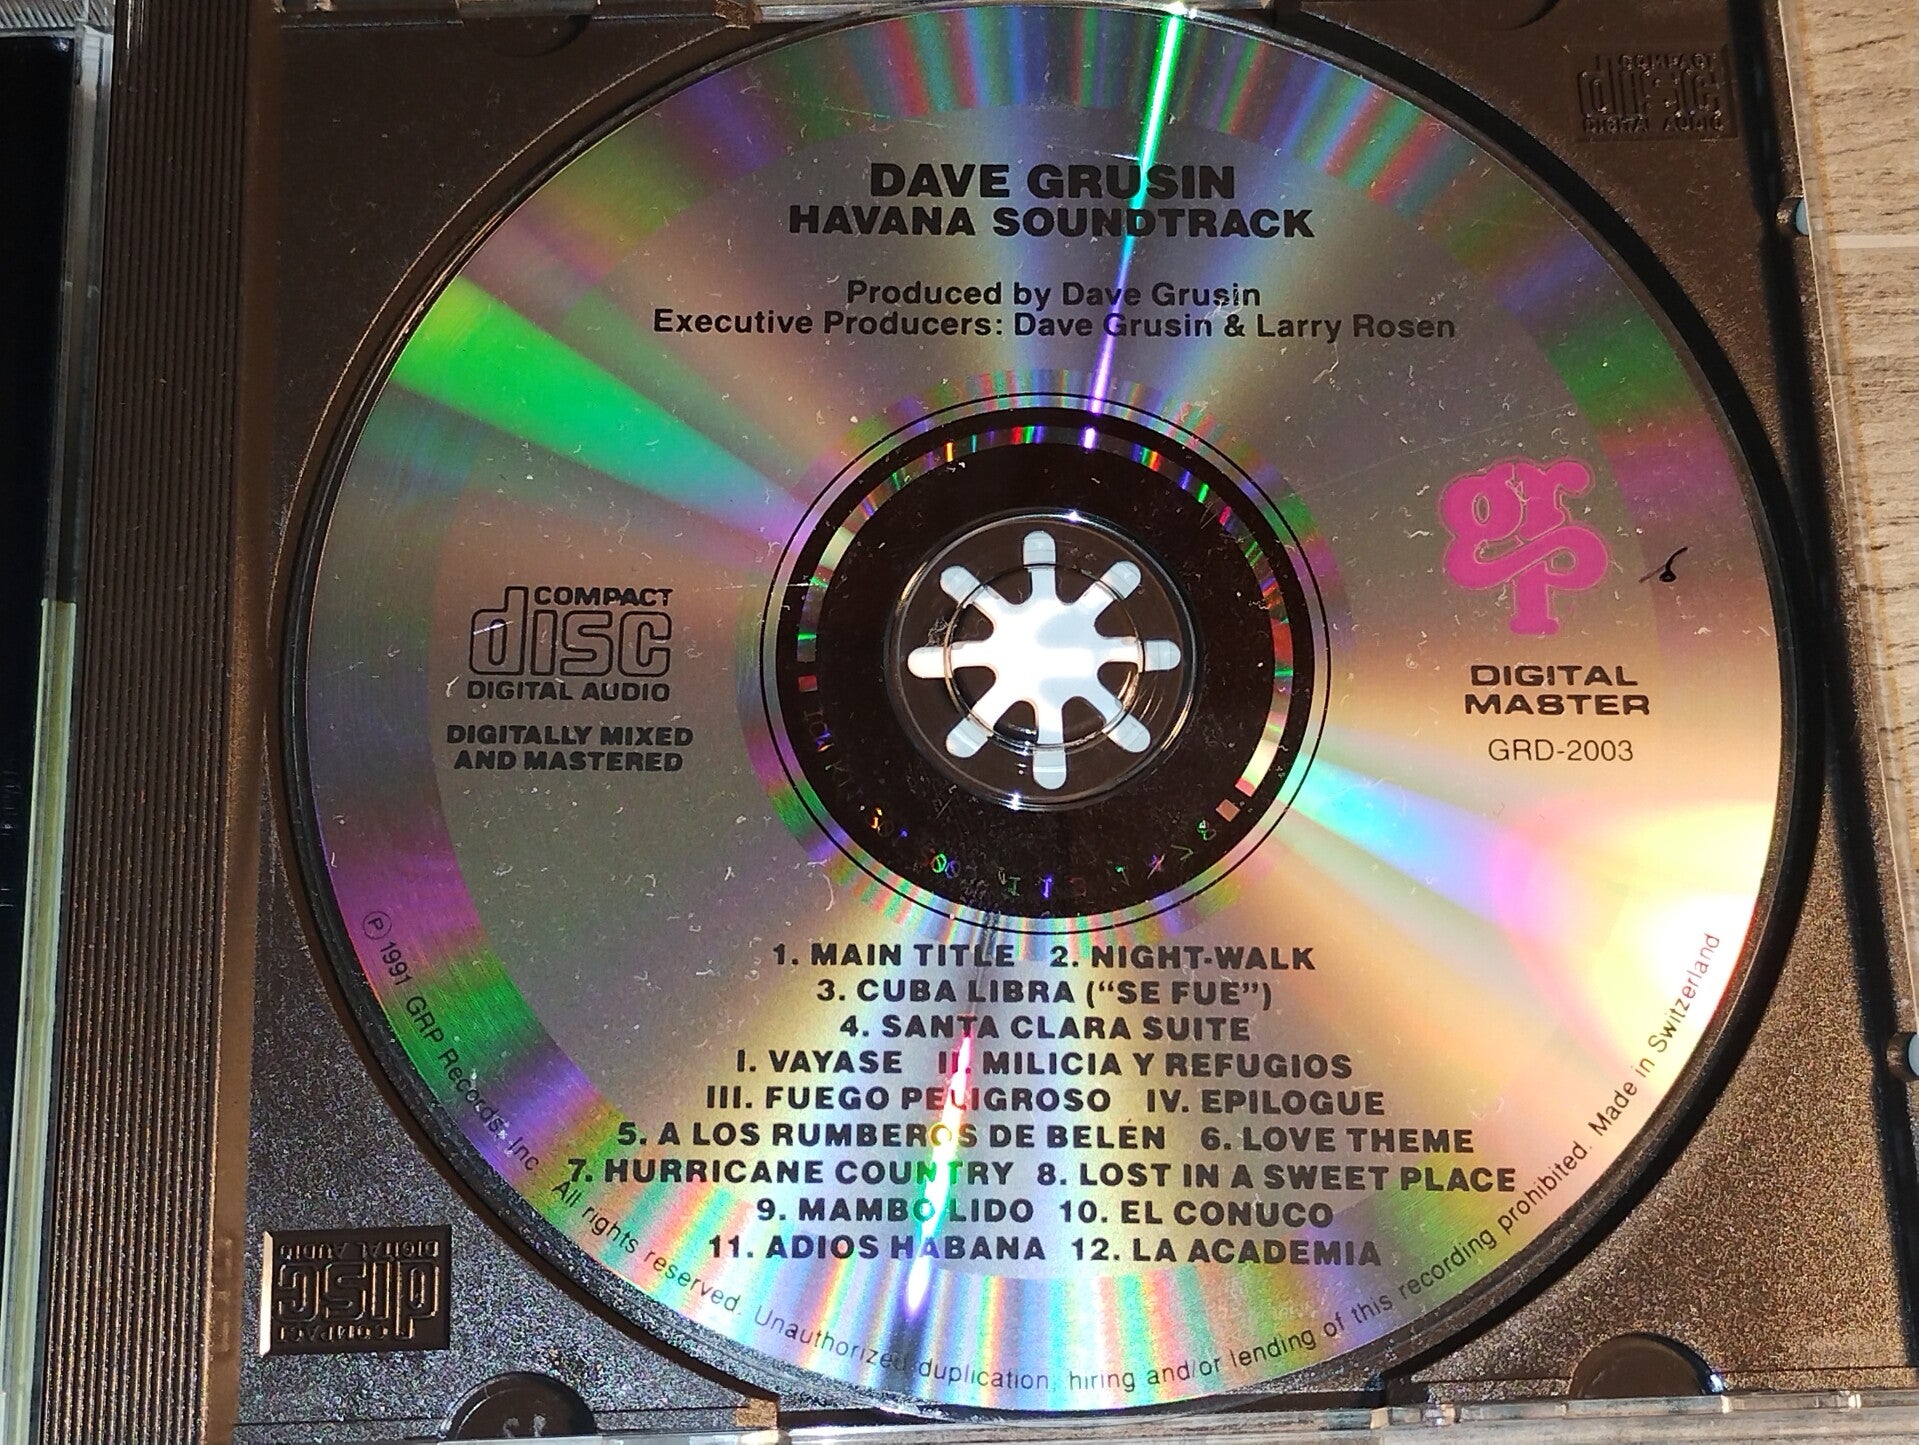 COMPACT
disc
DIGITAL AUDIO
DAVE GRUSIN
HAVANA SOUNDTRACK
Produced by Dave Grusin
Executive Producers: Dave Grusin & Larry Rosen
grp
DIGITAL
MASTER
GRD-2003
COMPACT
disc
DIGITAL AUDIO
DIGITALLY MIXED
AND MASTERED
1. MAIN TITLE 2. NIGHT-WALK
3. CUBA LIBRA (“SE FUE”)
4. SANTA CLARA SUITE
I. VAYASE II. MILICIA Y REFUGIOS
III. FUEGO PELIGROSO IV. EPILOGUE
5. A LOS RUMBEROS DE BELÉN 6. LOVE THEME
7. HURRICANE COUNTRY 8. LOST IN A SWEET PLACE
9. MAMBO LIDO 10. EL CONUCO
11. ADIOS HABANA 12. LA ACADEMIA
℗ 1991 GRP Records, Inc. All rights reserved. Unauthorized duplication, hiring and/or lending of this recording prohibited. Made in Switzerland
COMPACT
disc
DIGITAL AUDIO